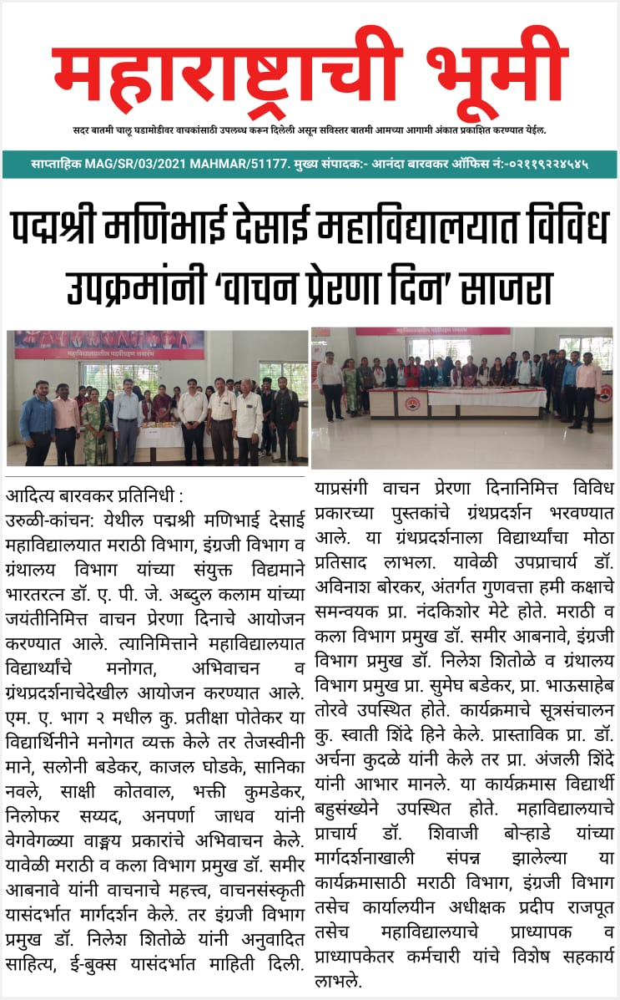 महाराष्ट्राची भूमी
सदर बातमी चालू घडामोडीवर वाचकांसाठी उपलब्ध करून दिलेली असून सविस्तर बातमी आमच्या आगामी अंकात प्रकाशित करण्यात येईल.
साप्ताहिक MAG/SR/03/2021 MAHMAR/51177. मुख्य संपादक:- आनंदा बारवकर ऑफिस नं:-०२११९२२४५४५
पद्मश्री मणिभाई देसाई महाविद्यालयात विविध
उपक्रमांनी ‘वाचन प्रेरणा दिन’ साजरा
महाविद्यालयातील पदवीग्रहण समारंभ
महाविद्यालयातील पदवीग्रहण समारंभ
आदित्य बारवकर प्रतिनिधी :
उरुळी-कांचन: येथील पद्मश्री मणिभाई देसाई
महाविद्यालयात मराठी विभाग, इंग्रजी विभाग व
ग्रंथालय विभाग यांच्या संयुक्त विद्यमाने
भारतरत्न डॉ. ए. पी. जे. अब्दुल कलाम यांच्या
जयंतीनिमित्त वाचन प्रेरणा दिनाचे आयोजन
करण्यात आले. त्यानिमित्ताने महाविद्यालयात
विद्यार्थ्यांचे मनोगत, अभिवाचन व
ग्रंथप्रदर्शनाचेदेखील आयोजन करण्यात आले.
एम. ए. भाग २ मधील कु. प्रतीक्षा पोतेकर या
विद्यार्थिनीने मनोगत व्यक्त केले तर तेजस्वीनी
माने, सलोनी बडेकर, काजल घोडके, सानिका
नवले, साक्षी कोतवाल, भक्ती कुमडेकर,
निलोफर सय्यद, अनपर्णा जाधव यांनी
वेगवेगळ्या वाङ्मय प्रकारांचे अभिवाचन केले.
यावेळी मराठी व कला विभाग प्रमुख डॉ. समीर
आबनावे यांनी वाचनाचे महत्त्व, वाचनसंस्कृती
यासंदर्भात मार्गदर्शन केले. तर इंग्रजी विभाग
प्रमुख डॉ. निलेश शितोळे यांनी अनुवादित
साहित्य, ई-बुक्स यासंदर्भात माहिती दिली.
याप्रसंगी वाचन प्रेरणा दिनानिमित्त विविध
प्रकारच्या पुस्तकांचे ग्रंथप्रदर्शन भरवण्यात
आले. या ग्रंथप्रदर्शनाला विद्यार्थ्यांचा मोठा
प्रतिसाद लाभला. यावेळी उपप्राचार्य डॉ.
अविनाश बोरकर, अंतर्गत गुणवत्ता हमी कक्षाचे
समन्वयक प्रा. नंदकिशोर मेटे होते. मराठी व
कला विभाग प्रमुख डॉ. समीर आबनावे, इंग्रजी
विभाग प्रमुख डॉ. निलेश शितोळे व ग्रंथालय
विभाग प्रमुख प्रा. सुमेघ बडेकर, प्रा. भाऊसाहेब
तोरवे उपस्थित होते. कार्यक्रमाचे सूत्रसंचालन
कु. स्वाती शिंदे हिने केले. प्रास्ताविक प्रा. डॉ.
अर्चना कुदळे यांनी केले तर प्रा. अंजली शिंदे
यांनी आभार मानले. या कार्यक्रमास विद्यार्थी
बहुसंख्येने उपस्थित होते. महाविद्यालयाचे
प्राचार्य डॉ. शिवाजी बोऱ्हाडे यांच्या
मार्गदर्शनाखाली संपन्न झालेल्या या
कार्यक्रमासाठी मराठी विभाग, इंग्रजी विभाग
तसेच कार्यालयीन अधीक्षक प्रदीप राजपूत
तसेच महाविद्यालयाचे प्राध्यापक व
प्राध्यापकेतर कर्मचारी यांचे विशेष सहकार्य
लाभले.